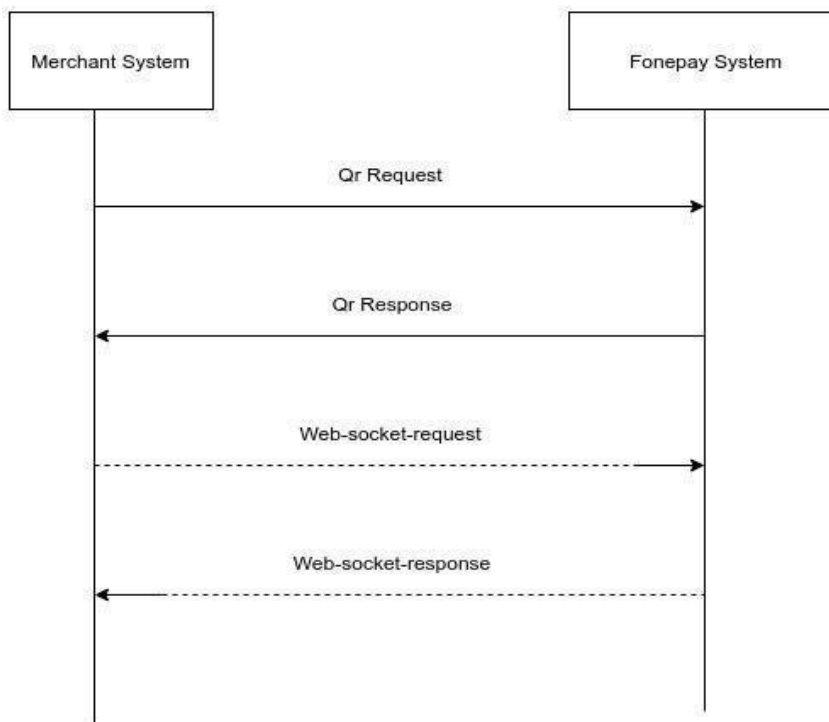 Merchant System
Fonepay System
Qr Request
Qr Response
Web-socket-request
Web-socket-response